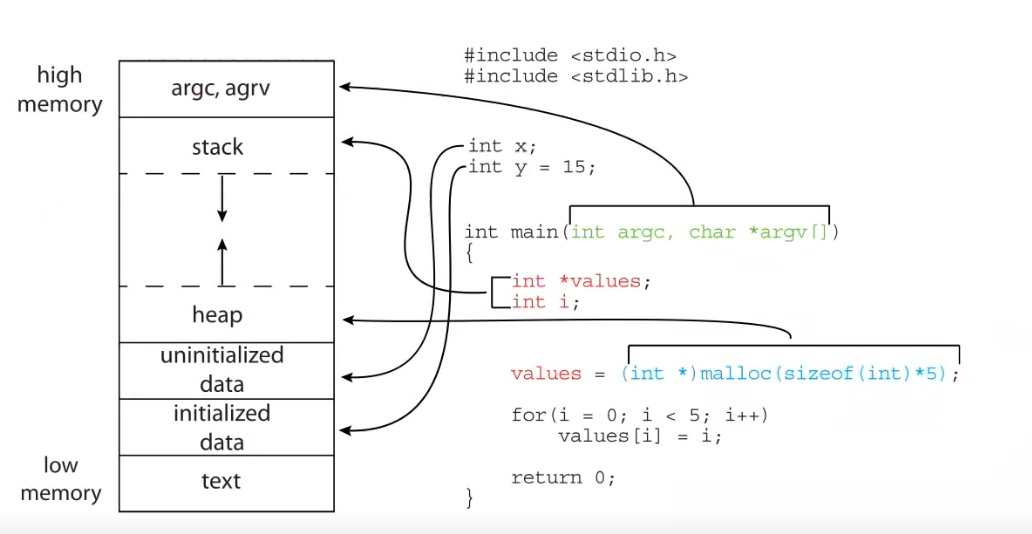 high
memory
argc, agrv
stack
heap
uninitialized
data
initialized
data
low
memory
text
#include <stdio.h>
#include <stdlib.h>
int x;
int y = 15;
int main(int argc, char *argv[])
{
int *values;
int i;
values = (int *)malloc(sizeof(int)*5);
for(i = 0; i < 5; i++)
values[i] = i;
return 0;
}